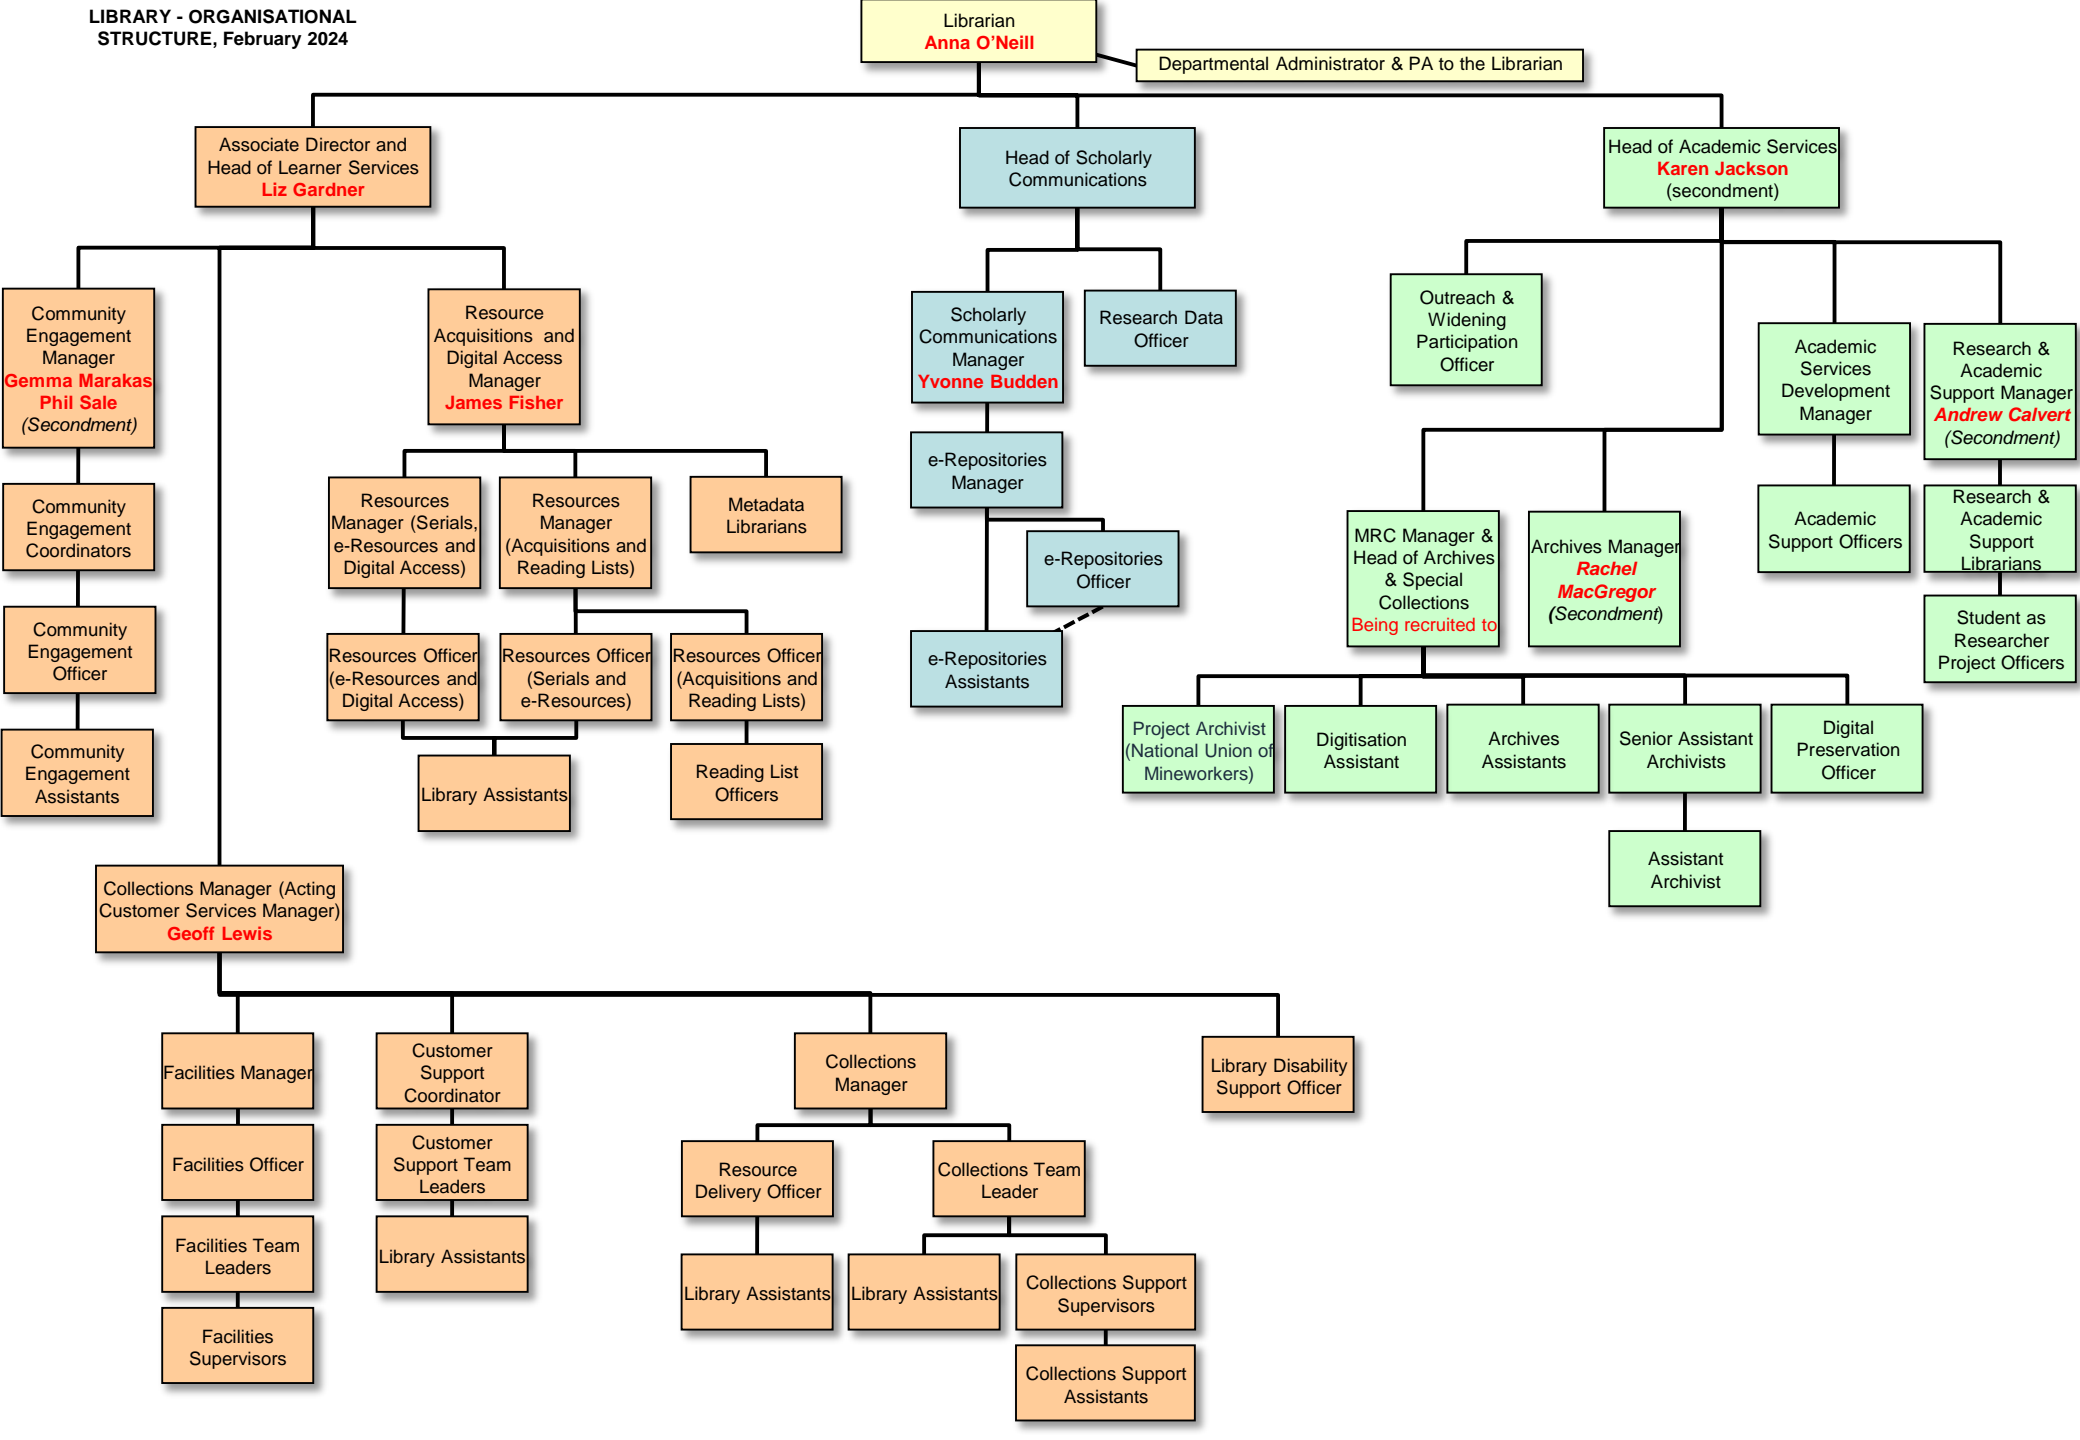 LIBRARY - ORGANISATIONAL
STRUCTURE, February 2024
Librarian
Anna O'Neill
Departmental Administrator & PA to the Librarian
Associate Director and
Head of Learner Services
Liz Gardner
Head of Scholarly
Communications
Head of Academic Services
Karen Jackson
(secondment)
Community
Engagement
Manager
Gemma Marakas
Phil Sale
(Secondment)
Resource
Acquisitions and
Digital Access
Manager
James Fisher
Scholarly
Communications
Manager
Yvonne Budden
Research Data
Officer
Outreach &
Widening
Participation
Officer
Academic
Services
Development
Manager
Research &
Academic
Support Manager
Andrew Calvert
(Secondment)
Community
Engagement
Coordinators
Resources
Manager (Serials,
e-Resources and
Digital Access)
Resources
Manager
(Acquisitions and
Reading Lists)
Metadata
Librarians
e-Repositories
Manager
MRC Manager &
Head of Archives
& Special
Collections
Being recruited to
Archives Manager
Rachel
MacGregor
(Secondment)
Academic
Support Officers
Research &
Academic
Support
Librarians
e-Repositories
Officer
Community
Engagement
Officer
Resources Officer
(e-Resources and
Digital Access)
Resources Officer
(Serials and
e-Resources)
Resources Officer
(Acquisitions and
Reading Lists)
e-Repositories
Assistants
Student as
Researcher
Project Officers
Community
Engagement
Assistants
Library Assistants
Reading List
Officers
Project Archivist
(National Union of
Mineworkers)
Digitisation
Assistant
Archives
Assistants
Senior Assistant
Archivists
Digital
Preservation
Officer
Assistant
Archivist
Collections Manager (Acting
Customer Services Manager)
Geoff Lewis
Facilities Manager
Customer
Support
Coordinator
Collections
Manager
Library Disability
Support Officer
Facilities Officer
Customer
Support Team
Leaders
Resource
Delivery Officer
Collections Team
Leader
Facilities Team
Leaders
Library Assistants
Library Assistants
Library Assistants
Collections Support
Supervisors
Facilities
Supervisors
Collections Support
Assistants